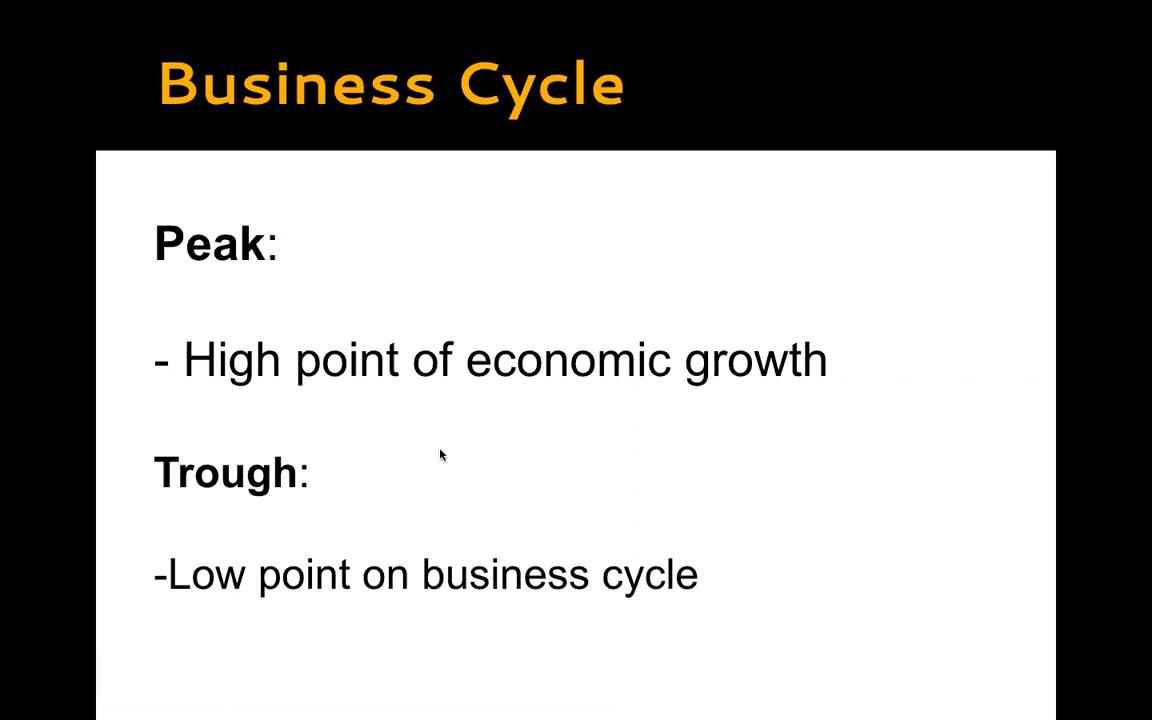 Business Cycle
Peak:
- High point of economic growth
Trough:
-Low point on business cycle